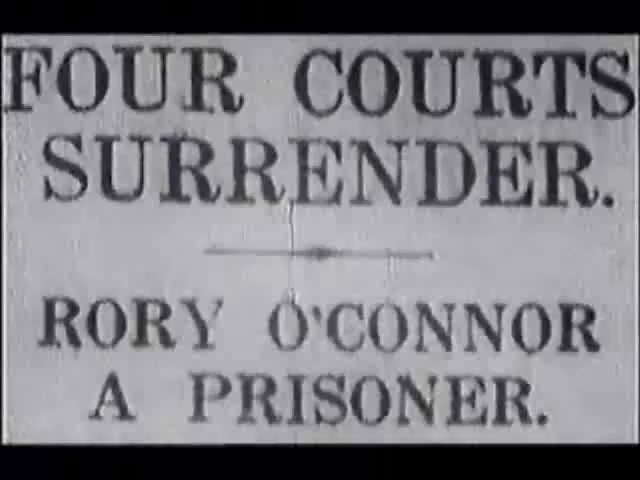 FOUR COURTS
SURRENDER.
RORY O'CONNOR
A PRISONER.